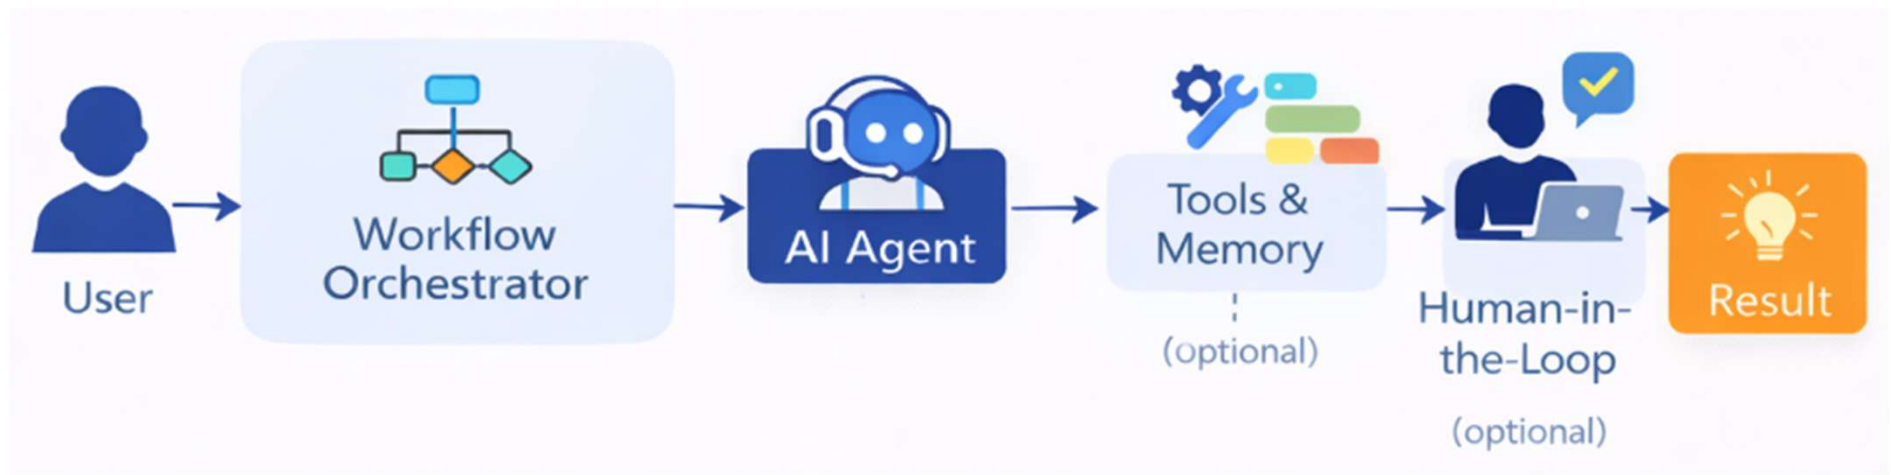 User
Workflow
Orchestrator
AI Agent
Tools &
Memory
(optional)
Human-in-
the-Loop
(optional)
Result